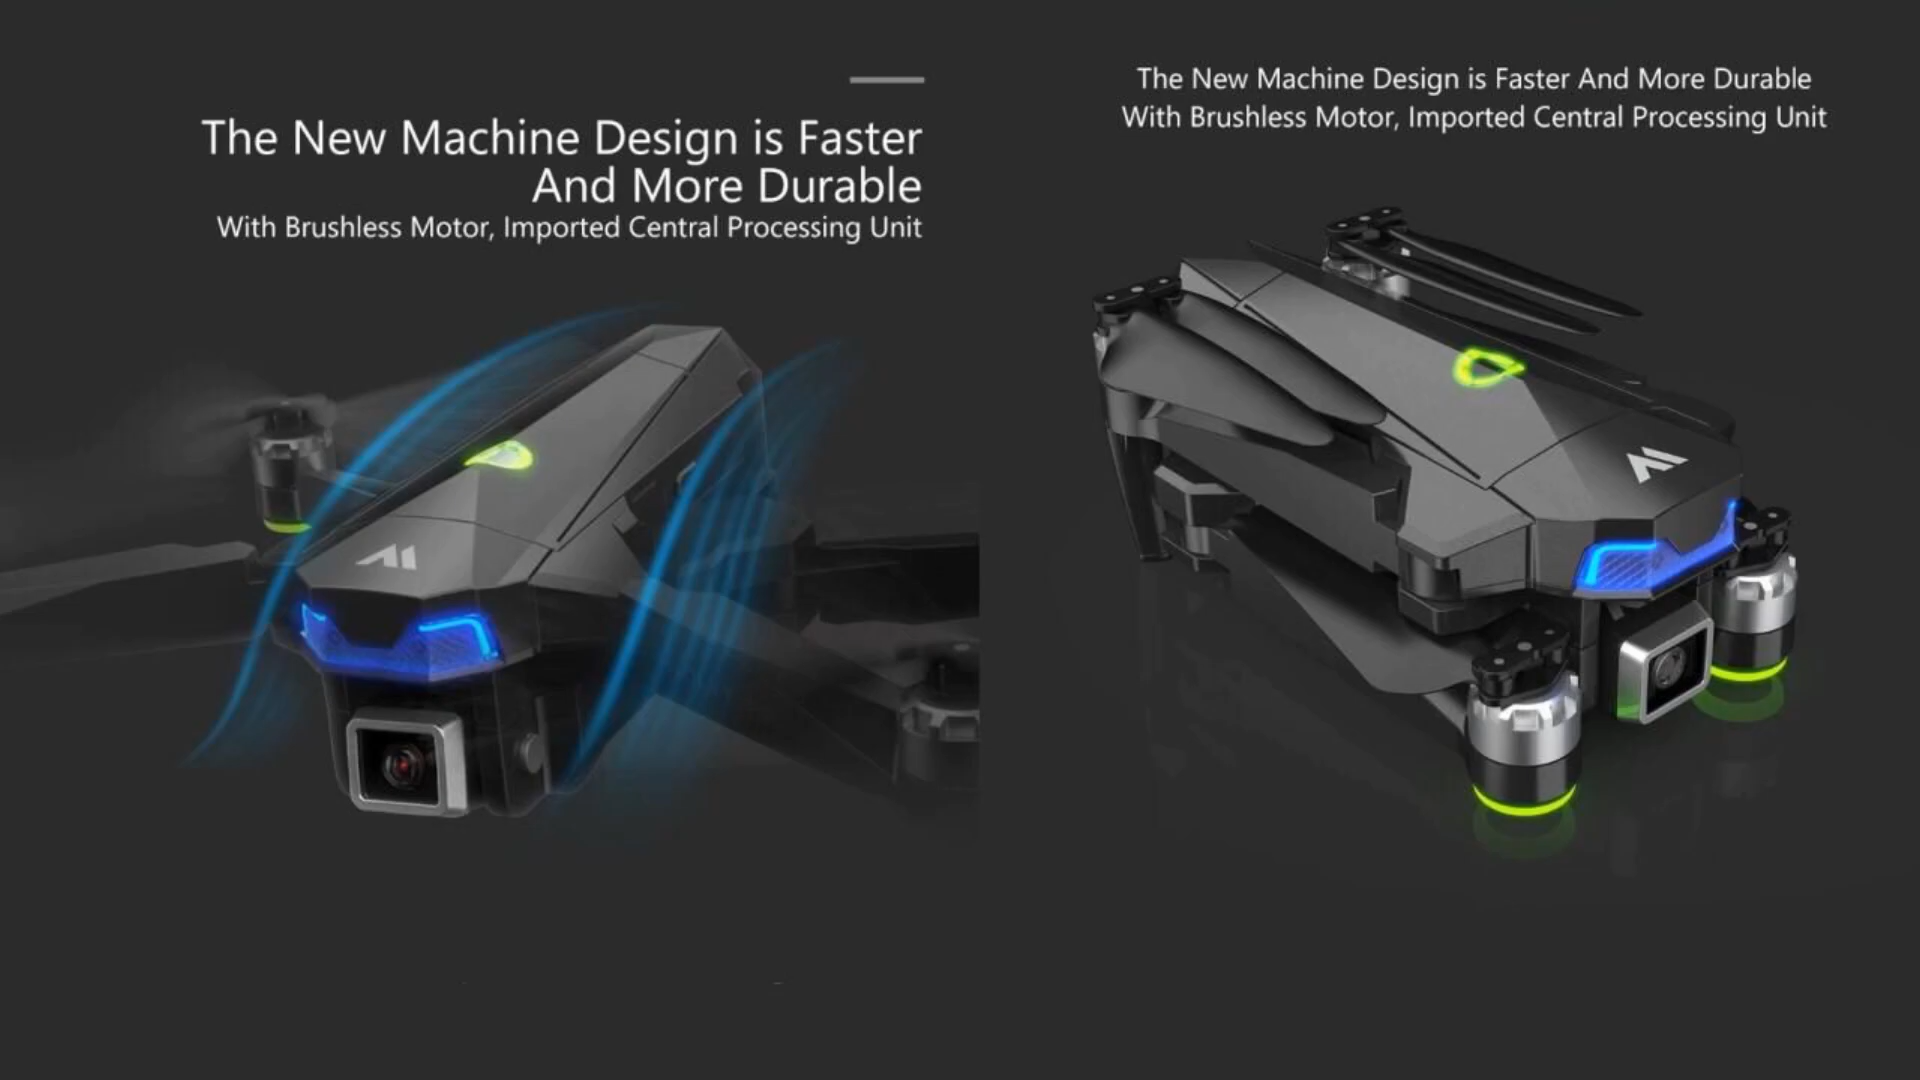 The New Machine Design is Faster
And More Durable
With Brushless Motor, Imported Central Processing Unit
The New Machine Design is Faster And More Durable
With Brushless Motor, Imported Central Processing Unit